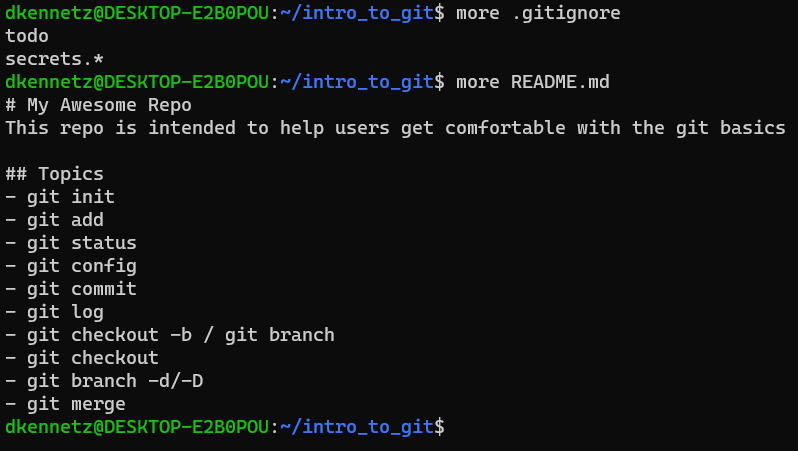 dkennetz@DESKTOP-E2B0POU:~/intro_to_git$ more .gitignore
todo
secrets.*
dkennetz@DESKTOP-E2B0POU:~/intro_to_git$ more README.md
# My Awesome Repo
This repo is intended to help users get comfortable with the git basics

## Topics
- git init
- git add
- git status
- git config
- git commit
- git log
- git checkout -b / git branch
- git checkout
- git branch -d/-D
- git merge
dkennetz@DESKTOP-E2B0POU:~/intro_to_git$